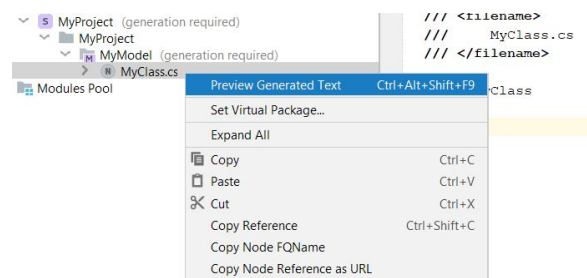 S MyProject (generation required)
MyProject
M MyModel (generation required)
N MyClass.cs
Modules Pool
/// <filename>
/// MyClass.cs
/// </filename>
Class
Preview Generated Text Ctrl+Alt+Shift+F9
Set Virtual Package...
Expand All
Copy Ctrl+C
Paste Ctrl+V
Cut Ctrl+X
Copy Reference Ctrl+Shift+C
Copy Node FQName
Copy Node Reference as URL